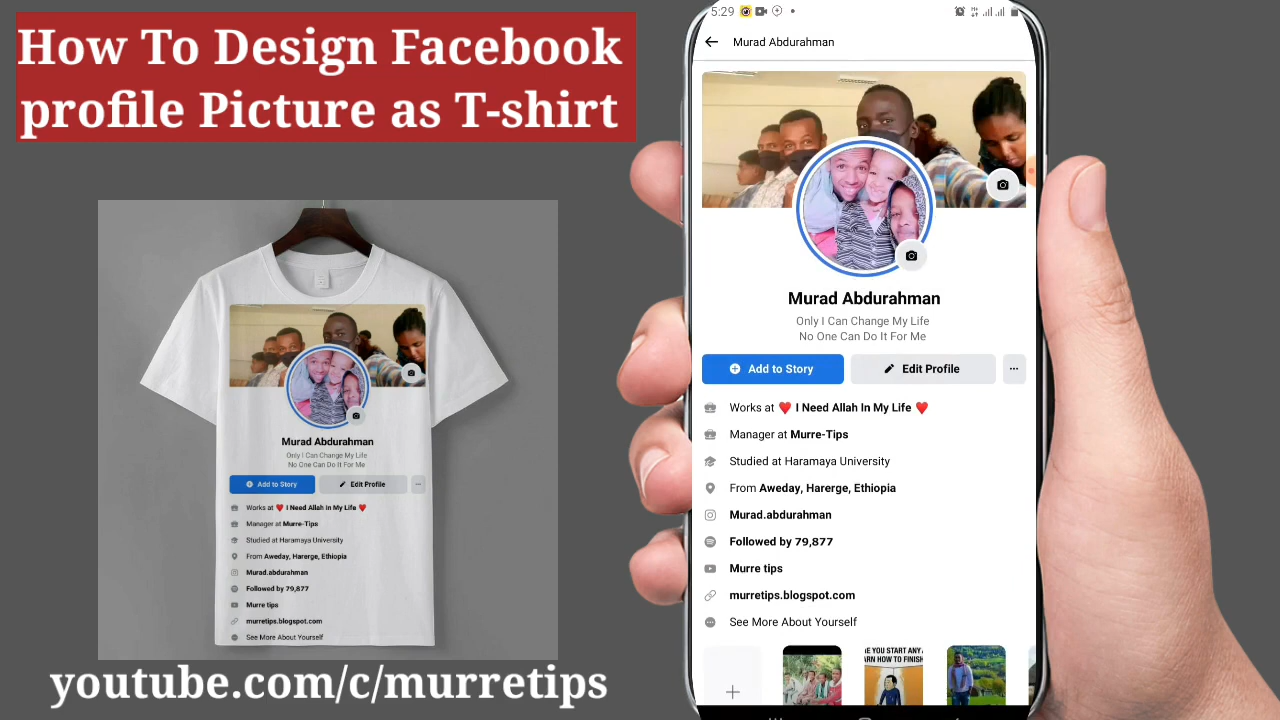 How To Design Facebook
profile Picture as T-shirt
Murad Abdurahman
Only I Can Change My Life
No One Can Do It For Me
Add to Story
Edit Profile
Works at ❤️ I Need Allah in My Life ❤️
Manager at Murre-Tips
Studied at Haramaya University
From Aweday, Harerge, Ethiopia
Murad.abdurahman
Followed by 79,877
Murre tips
murretips.blogspot.com
See More About Yourself
youtube.com/c/murretips
5:29
Murad Abdurahman
Murad Abdurahman
Only I Can Change My Life
No One Can Do It For Me
Add to Story
Edit Profile
Works at ❤️ I Need Allah In My Life ❤️
Manager at Murre-Tips
Studied at Haramaya University
From Aweday, Harerge, Ethiopia
Murad.abdurahman
Followed by 79,877
Murre tips
murretips.blogspot.com
See More About Yourself
YOU START ANY
HOW TO FINISH